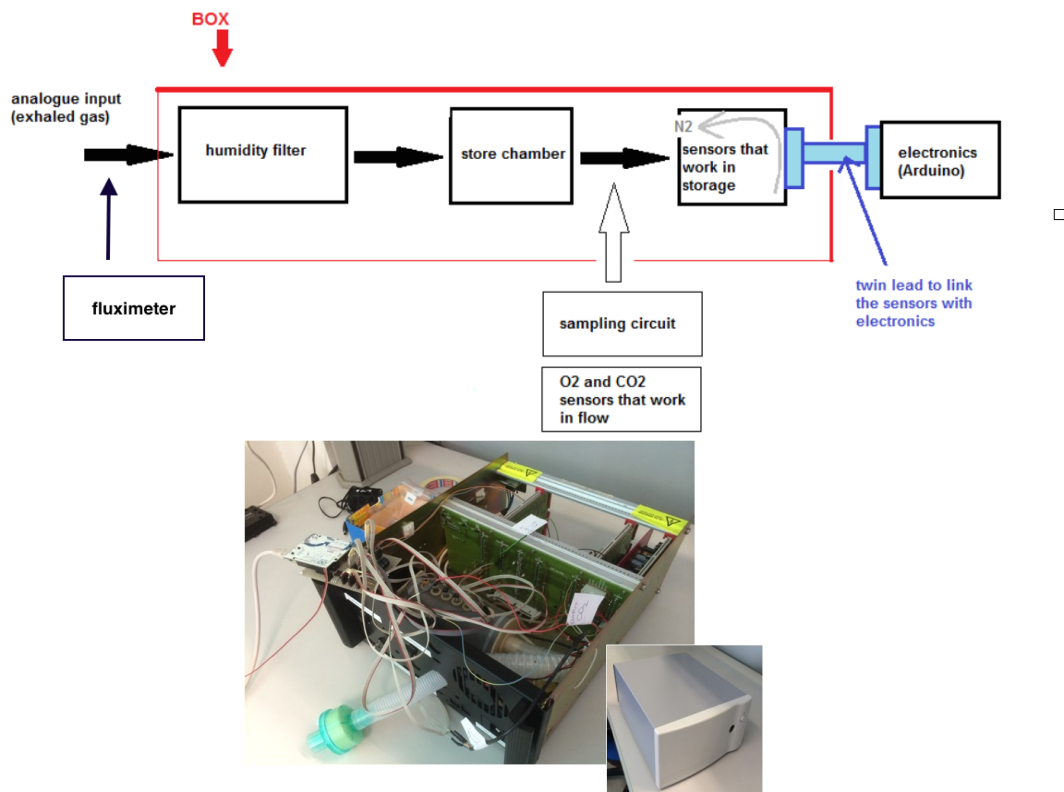 BOX
analogue input
(exhaled gas)
humidity filter
store chamber
N2
sensors that
work in
storage
electronics
(Arduino)
fluximeter
sampling circuit
twin lead to link
the sensors with
electronics
O2 and CO2
sensors that work
in flow